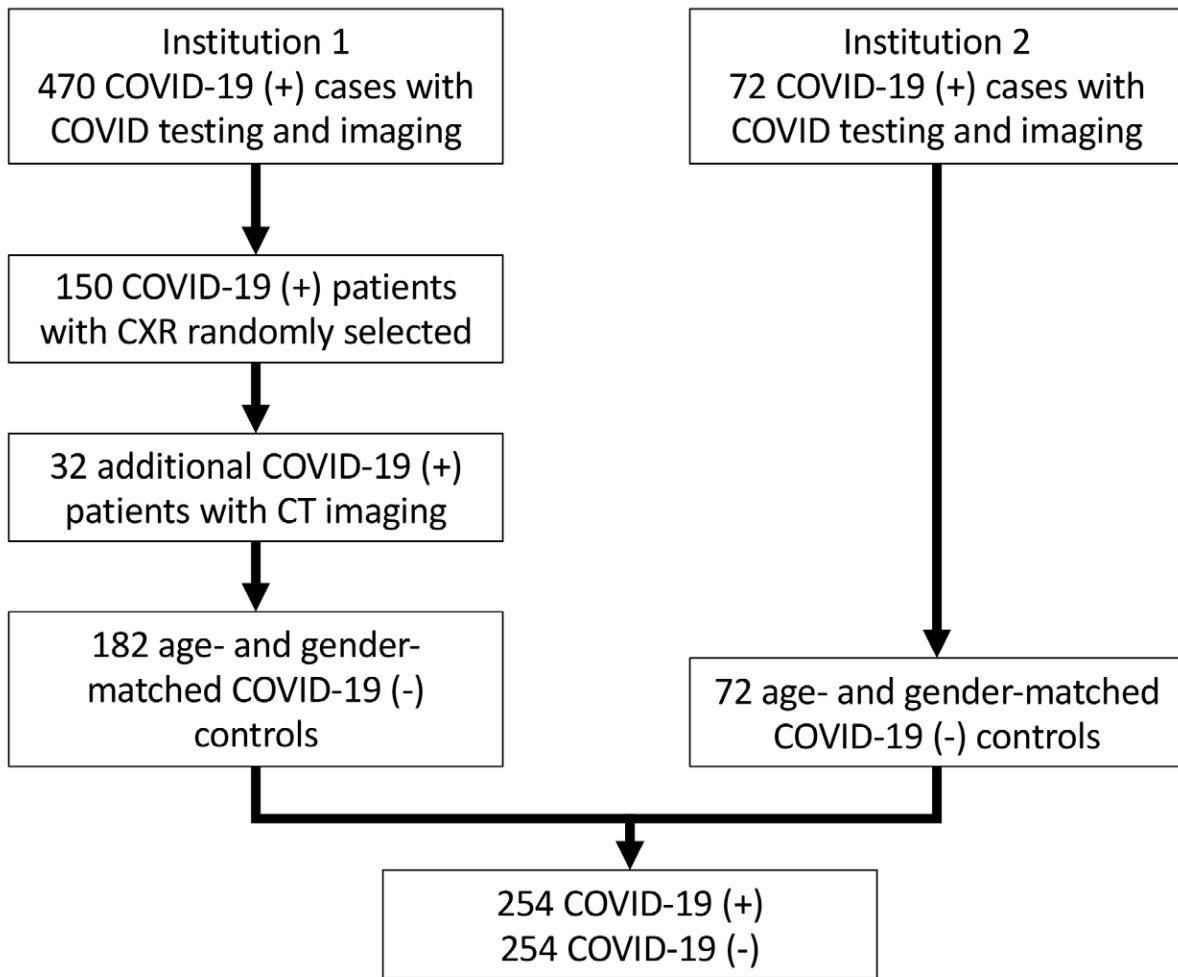 Institution 1
470 COVID-19 (+) cases with
COVID testing and imaging
Institution 2
72 COVID-19 (+) cases with
COVID testing and imaging
150 COVID-19 (+) patients
with CXR randomly selected
32 additional COVID-19 (+)
patients with CT imaging
182 age- and gender-
matched COVID-19 (-)
controls
72 age- and gender-matched
COVID-19 (-) controls
254 COVID-19 (+)
254 COVID-19 (-)